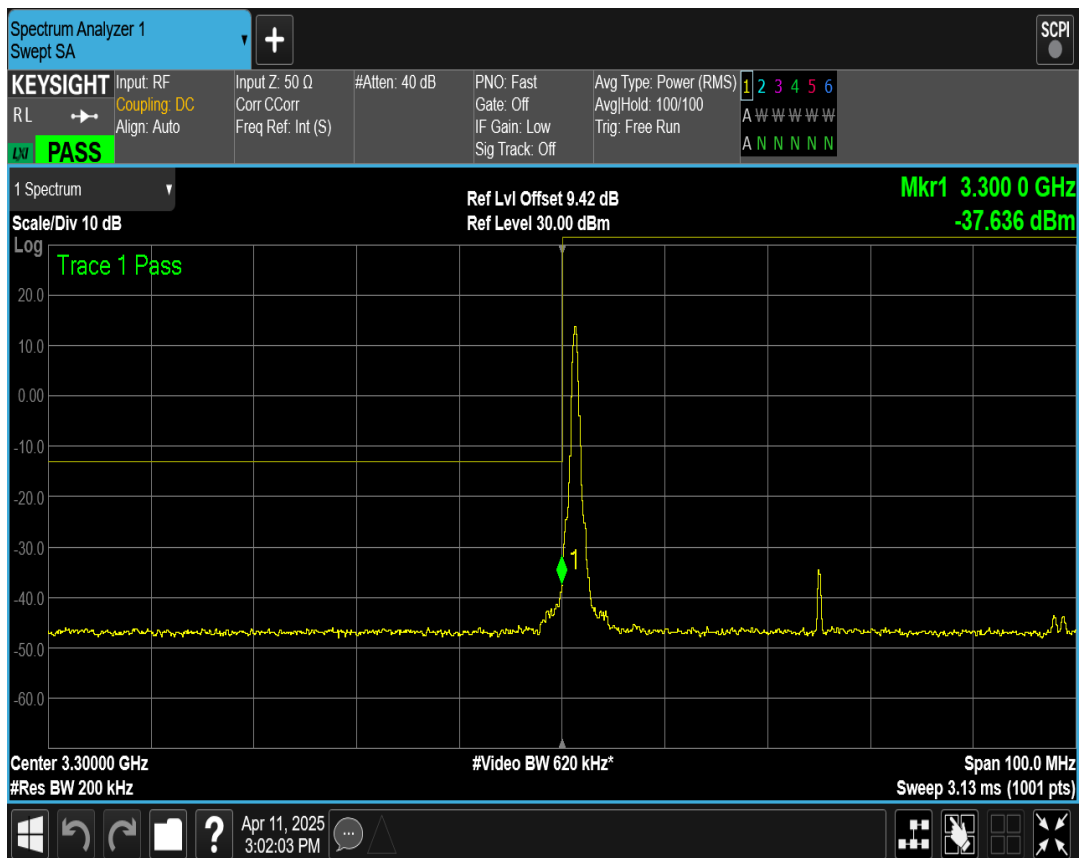 Spectrum Analyzer 1
Swept SA
+
SCPI
KEYSIGHT
RL
LXI PASS
Input: RF
Coupling: DC
Align: Auto
Input Z: 50 Ω
Corr CCorr
Freq Ref: Int (S)
#Atten: 40 dB
PNO: Fast
Gate: Off
IF Gain: Low
Sig Track: Off
Avg Type: Power (RMS)
Avg|Hold: 100/100
Trig: Free Run
1 2 3 4 5 6
A W W W W W
A N N N N N
1 Spectrum
Scale/Div 10 dB
Ref Lvl Offset 9.42 dB
Ref Level 30.00 dBm
Mkr1 3.300 0 GHz
-37.636 dBm
Log
Trace 1 Pass
20.0
10.0
0.00
-10.0
-20.0
-30.0
1
-40.0
-50.0
-60.0
Center 3.30000 GHz
#Res BW 200 kHz
#Video BW 620 kHz*
Span 100.0 MHz
Sweep 3.13 ms (1001 pts)
?
Apr 11, 2025
3:02:03 PM